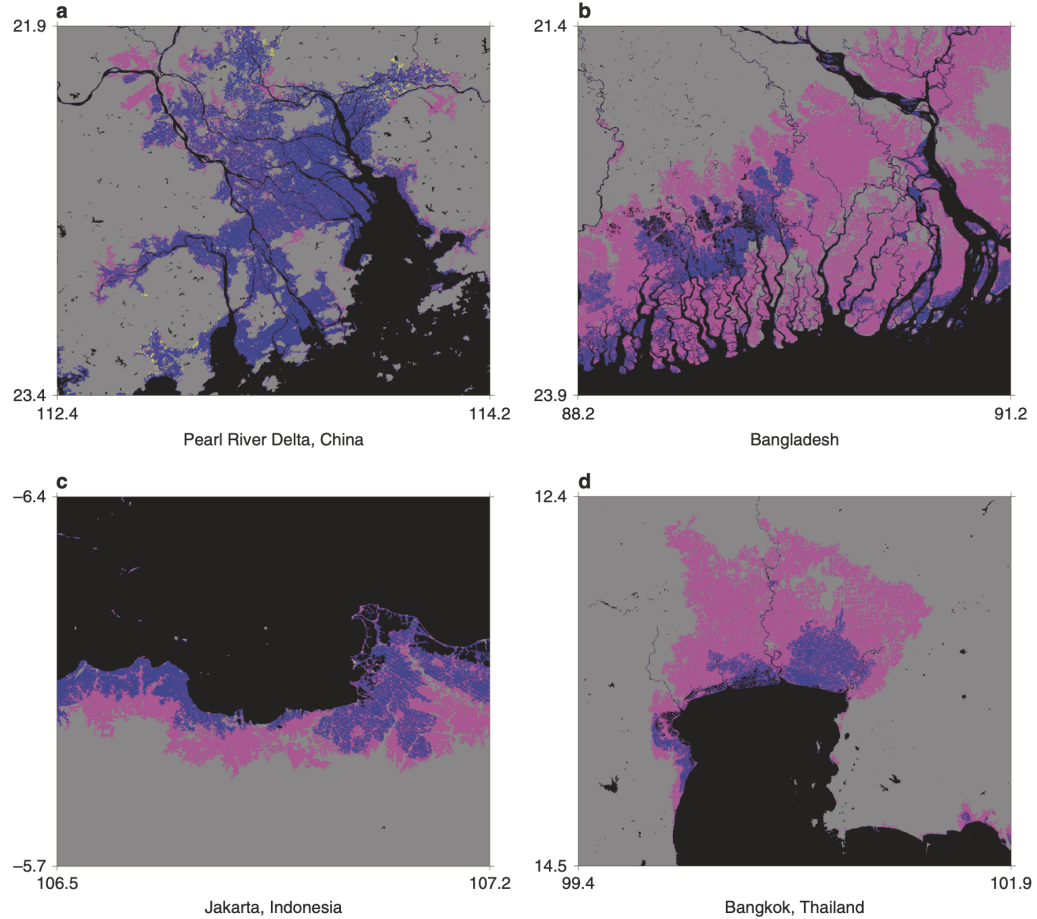 a
21.9
23.4
112.4
114.2
Pearl River Delta, China
b
21.4
23.9
88.2
91.2
Bangladesh
c
–6.4
–5.7
106.5
107.2
Jakarta, Indonesia
d
12.4
14.5
99.4
101.9
Bangkok, Thailand